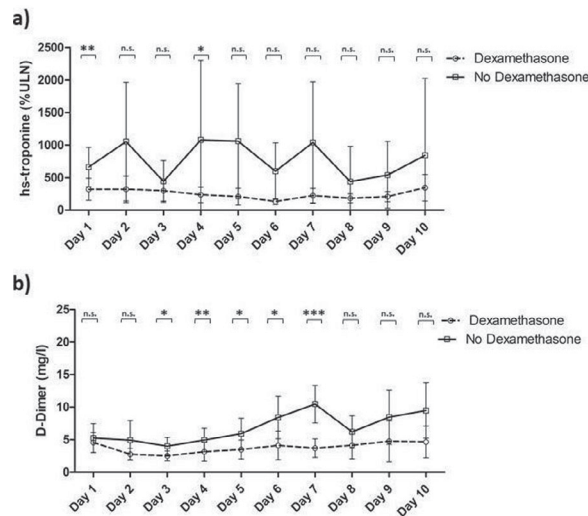 a)
** n.s. n.s. * n.s. n.s. n.s. n.s. n.s. n.s.
Dexamethasone
No Dexamethasone
hs-troponine (%ULN)
2500
2000
1500
1000
500
0
Day 1 Day 2 Day 3 Day 4 Day 5 Day 6 Day 7 Day 8 Day 9 Day 10
b)
n.s. n.s. * ** * * *** n.s. n.s. n.s.
Dexamethasone
No Dexamethasone
D-Dimer (mg/l)
25
20
15
10
5
0
Day 1 Day 2 Day 3 Day 4 Day 5 Day 6 Day 7 Day 8 Day 9 Day 10